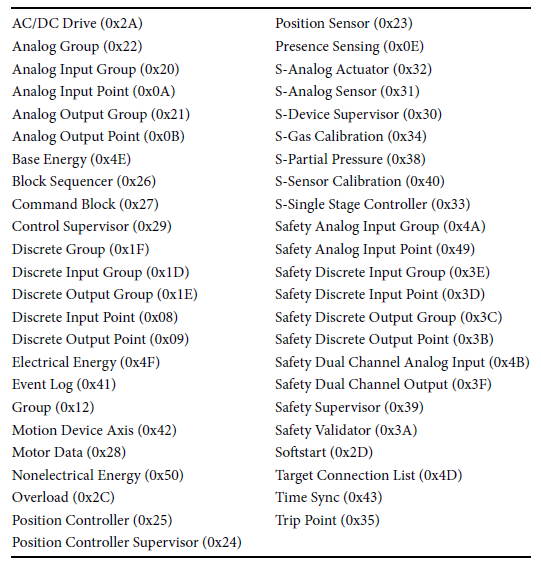 AC/DC Drive (0x2A)
Analog Group (0x22)
Analog Input Group (0x20)
Analog Input Point (0x0A)
Analog Output Group (0x21)
Analog Output Point (0x0B)
Base Energy (0x4E)
Block Sequencer (0x26)
Command Block (0x27)
Control Supervisor (0x29)
Discrete Group (0x1F)
Discrete Input Group (0x1D)
Discrete Output Group (0x1E)
Discrete Input Point (0x08)
Discrete Output Point (0x09)
Electrical Energy (0x4F)
Event Log (0x41)
Group (0x12)
Motion Device Axis (0x42)
Motor Data (0x28)
Nonelectrical Energy (0x50)
Overload (0x2C)
Position Controller (0x25)
Position Controller Supervisor (0x24)
Position Sensor (0x23)
Presence Sensing (0x0E)
S-Analog Actuator (0x32)
S-Analog Sensor (0x31)
S-Device Supervisor (0x30)
S-Gas Calibration (0x34)
S-Partial Pressure (0x38)
S-Sensor Calibration (0x40)
S-Single Stage Controller (0x33)
Safety Analog Input Group (0x4A)
Safety Analog Input Point (0x49)
Safety Discrete Input Group (0x3E)
Safety Discrete Input Point (0x3D)
Safety Discrete Output Group (0x3C)
Safety Discrete Output Point (0x3B)
Safety Dual Channel Analog Input (0x4B)
Safety Dual Channel Output (0x3F)
Safety Supervisor (0x39)
Safety Validator (0x3A)
Softstart (0x2D)
Target Connection List (0x4D)
Time Sync (0x43)
Trip Point (0x35)